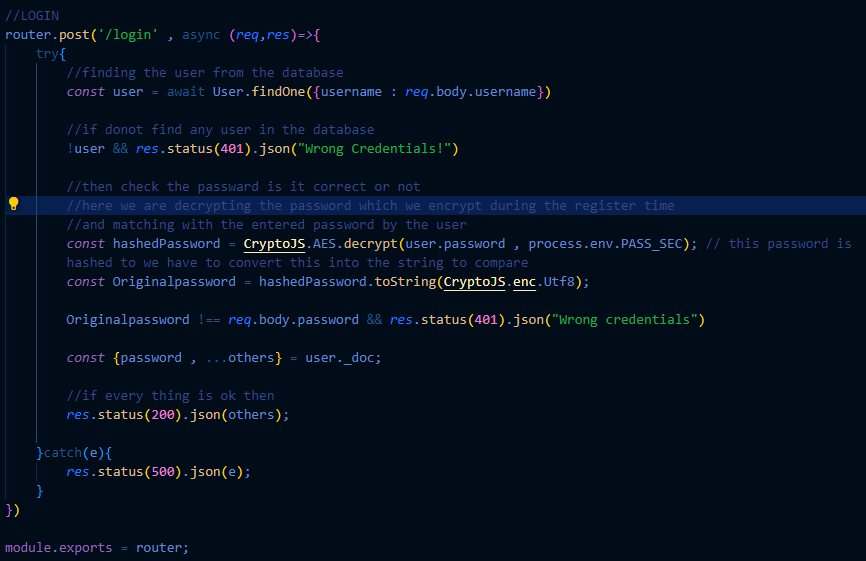 //LOGIN
router.post('/login' , async (req,res)=>{
    try{
        //finding the user from the database
        const user = await User.findOne({username : req.body.username})

        //if donot find any user in the database
        !user && res.status(401).json("Wrong Credentials!")

        //then check the passward is it correct or not
        //here we are decrypting the password which we encrypt during the register time
        //and matching with the entered password by the user
        const hashedPassword = CryptoJS.AES.decrypt(user.password , process.env.PASS_SEC); // this password is
        hashed to we have to convert this into the string to compare
        const Originalpassword = hashedPassword.toString(CryptoJS.enc.Utf8);

        Originalpassword !== req.body.password && res.status(401).json("Wrong credentials")

        const {password , ...others} = user._doc;

        //if every thing is ok then
        res.status(200).json(others);

    }catch(e){
        res.status(500).json(e);
    }
})

module.exports = router;